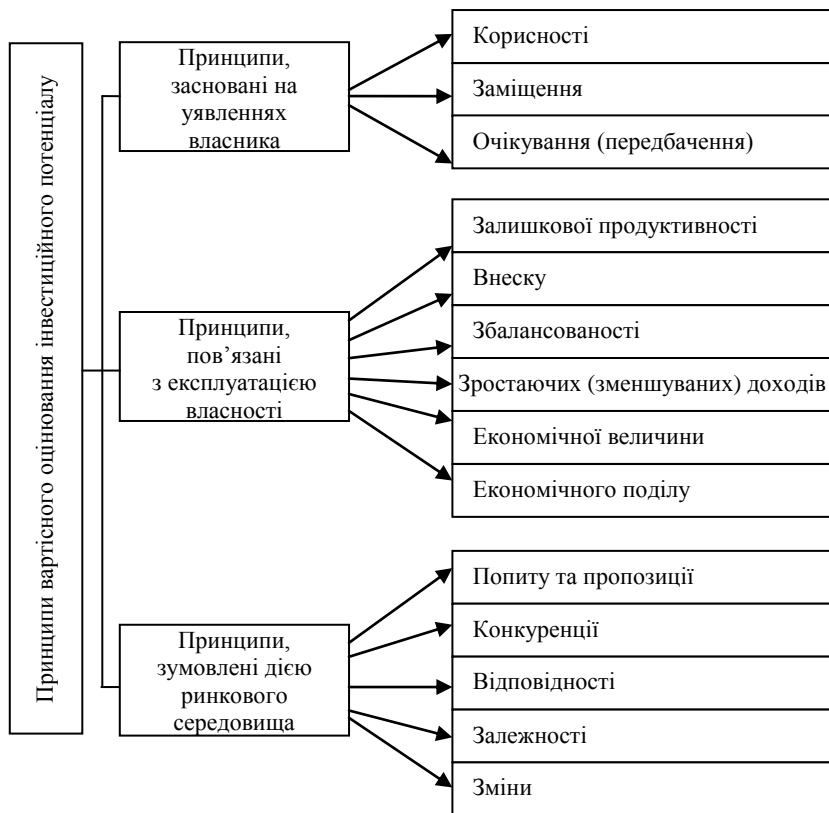 Принципи вартісного оцінювання інвестиційного потенціалу
Принципи,
засновані на
уявленнях
власника
Корисності
Заміщення
Очікування (передбачення)
Принципи,
пов’язані
з експлуатацією
власності
Залишкової продуктивності
Внеску
Збалансованості
Зростаючих (зменшуваних) доходів
Економічної величини
Економічного поділу
Принципи,
зумовлені дією
ринкового
середовища
Попиту та пропозиції
Конкуренції
Відповідності
Залежності
Зміни